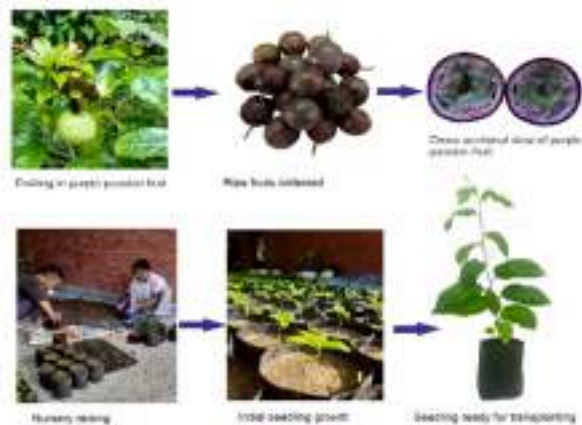 Fruiting in purple passion fruit
Ripe fruits collected
Cross sectional view of purple
passion fruit
Nursery raising
Initial seedling growth
Seedling ready for transplanting